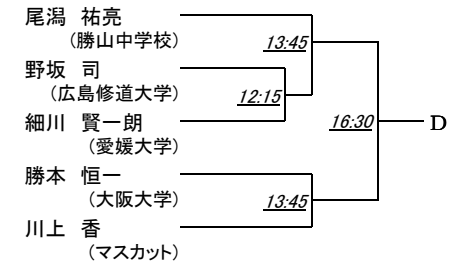 尾潟 祐亮
(勝山中学校)
13:45
野坂 司
(広島修道大学)
12:15
細川 賢一朗
(愛媛大学)
16:30
D
勝本 恒一
(大阪大学)
13:45
川上 香
(マスカット)